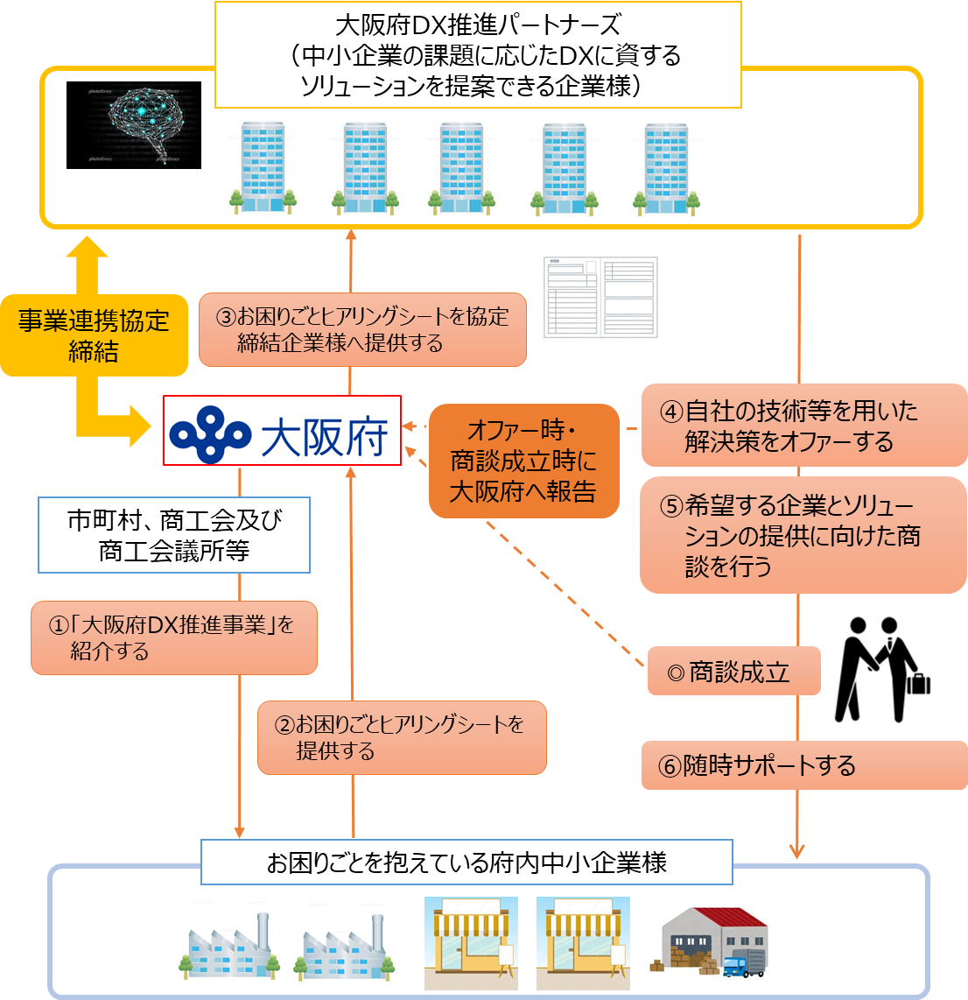 大阪府DX推進パートナーズ
（中小企業の課題に応じたDXに資する
ソリューションを提案できる企業様）
photolibrary
photolibrary
photolibrary
photolibrary
事業連携協定
締結
③お困りごとヒアリングシートを協定
締結企業様へ提供する
大阪府
オファー時・
商談成立時に
大阪府へ報告
④自社の技術等を用いた
解決策をオファーする
⑤希望する企業とソリュー
ションの提供に向けた商
談を行う
市町村、商工会及び
商工会議所等
①「大阪府DX推進事業」を
紹介する
◎商談成立
②お困りごとヒアリングシートを
提供する
⑥随時サポートする
お困りごとを抱えている府内中小企業様